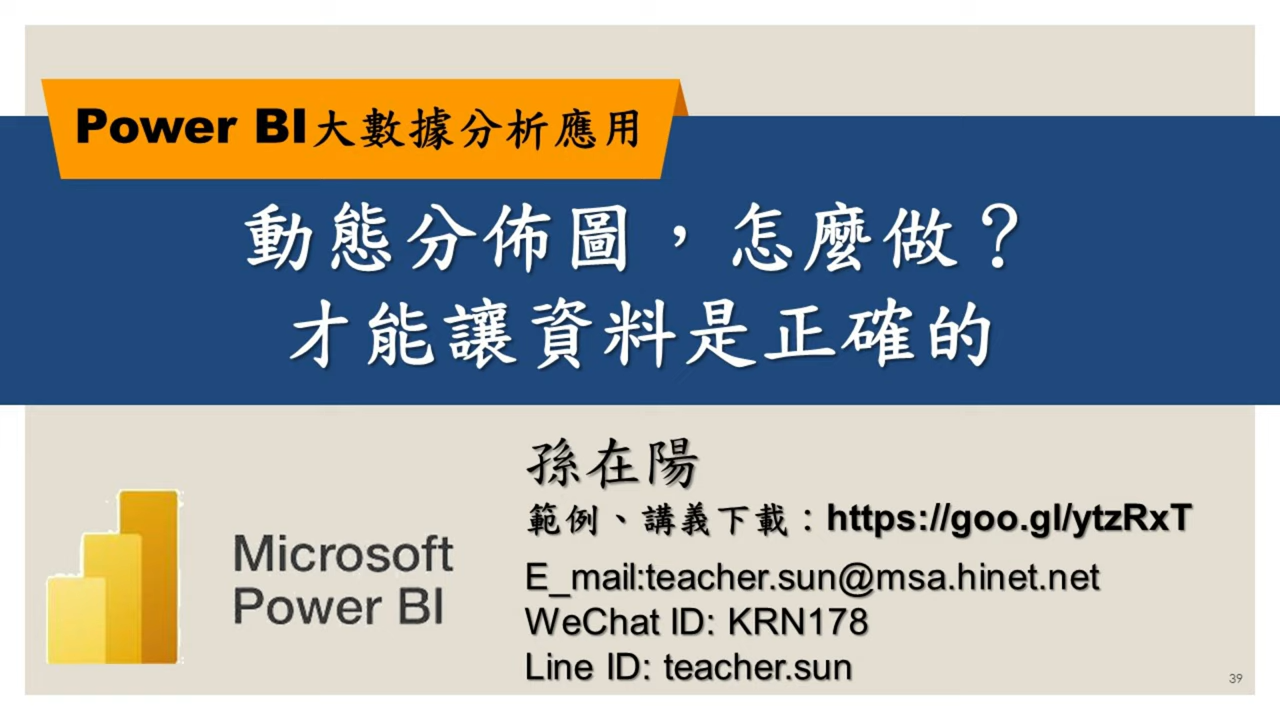 Power BI大數據分析應用
動態分佈圖，怎麼做？
才能讓資料是正確的
孫在陽
範例、講義下載：https://goo.gl/ytzRxT
Microsoft
Power BI
E_mail:teacher.sun@msa.hinet.net
WeChat ID: KRN178
Line ID: teacher.sun
39